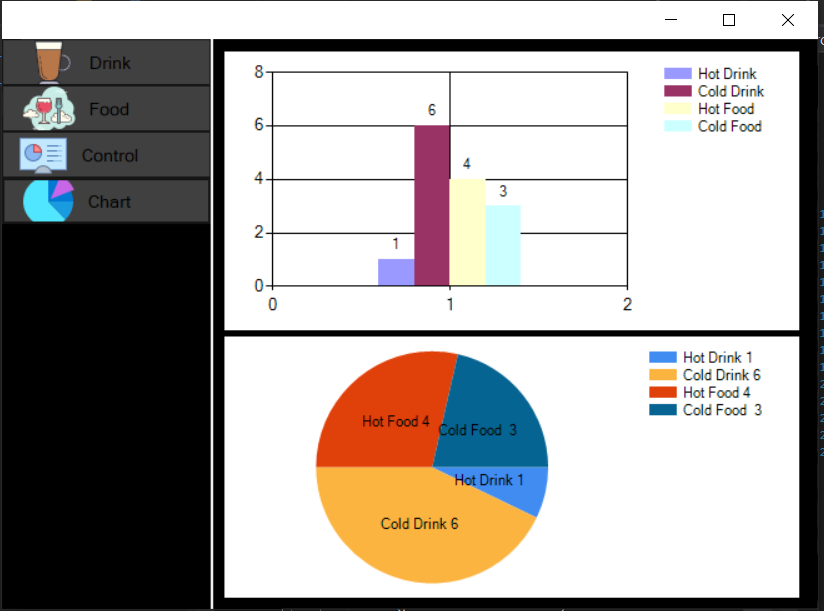 Drink
Food
Control
Chart
8
6
4
2
0
0
1
2
1
6
4
3
Hot Drink
Cold Drink
Hot Food
Cold Food
Hot Food 4
Cold Food 3
Hot Drink 1
Cold Drink 6
Hot Drink 1
Cold Drink 6
Hot Food 4
Cold Food 3